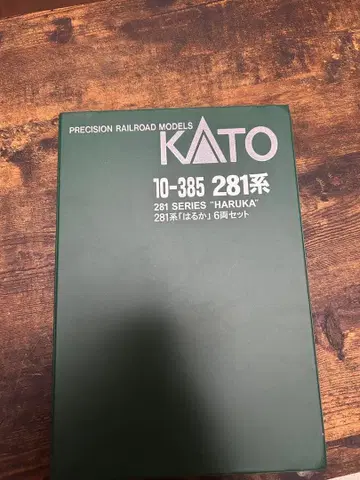 PRECISION RAILROAD MODELS
KATO
10-385 281系
281 SERIES "HARUKA"
281系「はるか」6両セット